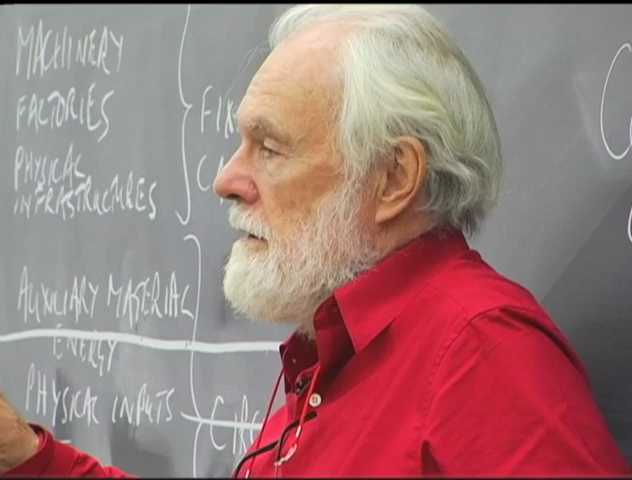 MACHINERY
FACTORIES
PHYSICAL
INFRASTRUCTURES
AUXILIARY MATERIAL
ENERGY
PHYSICAL INPUTS